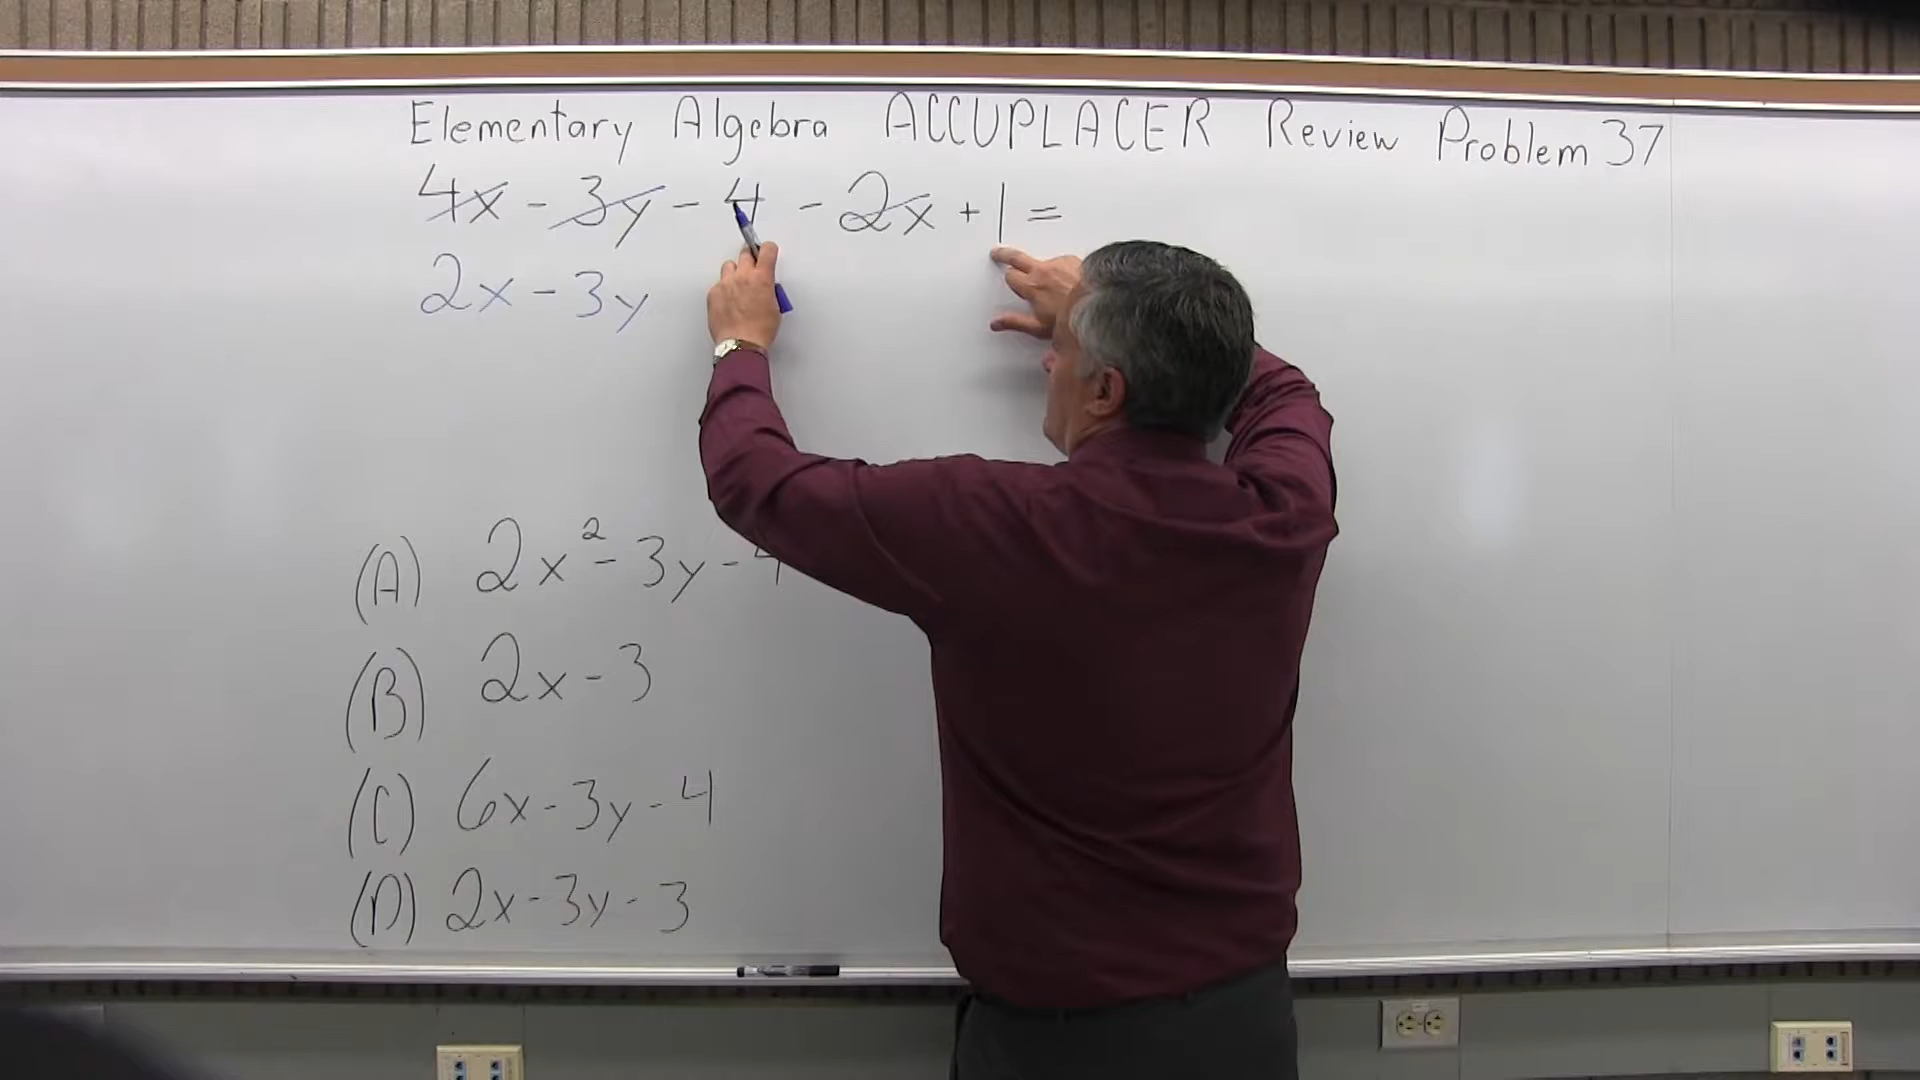 Elementary Algebra ACCUPLACER Review Problem 37
4x - 3y - 4 - 2x + 1 =
2x - 3y
(A) 2x² - 3y - 4
(B) 2x - 3
(C) 6x - 3y - 4
(D) 2x - 3y - 3